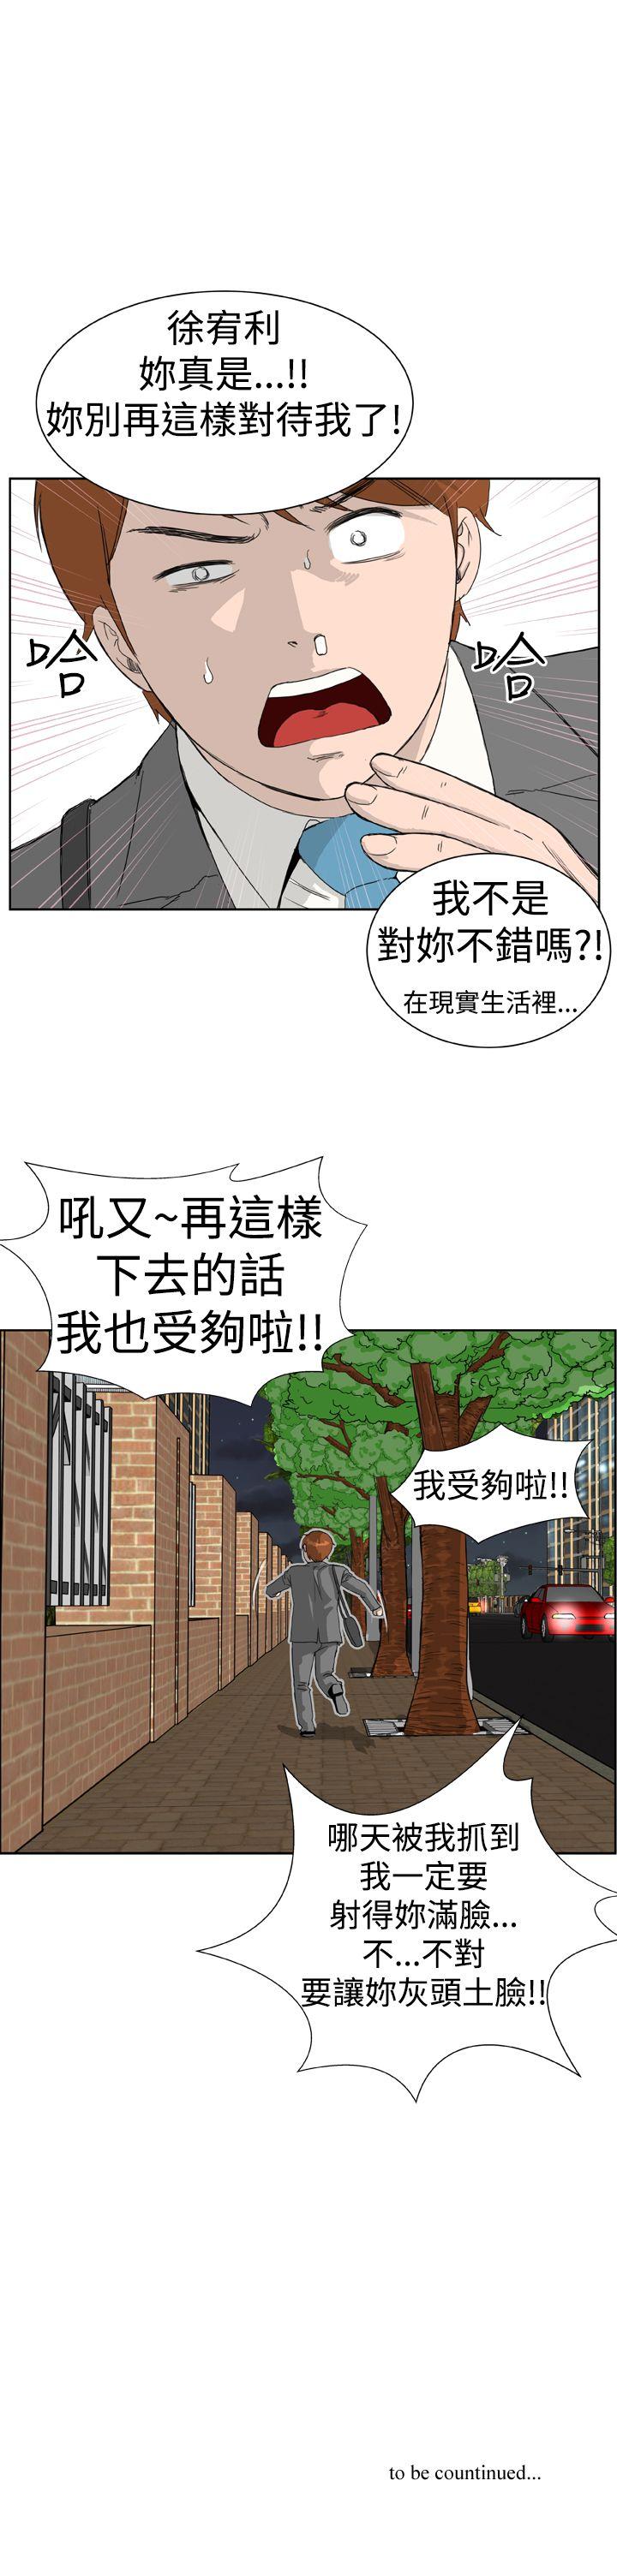 徐宥利
妳真是...!!
妳別再這樣對待我了!
哈
哈
我不是
對妳不錯嗎?!
在現實生活裡...
吼又~再這樣
下去的話
我也受夠啦!!
我受夠啦!!
哪天被我抓到
我一定要
射得妳滿臉...
不...不對
要讓妳灰頭土臉!!
to be countinued...